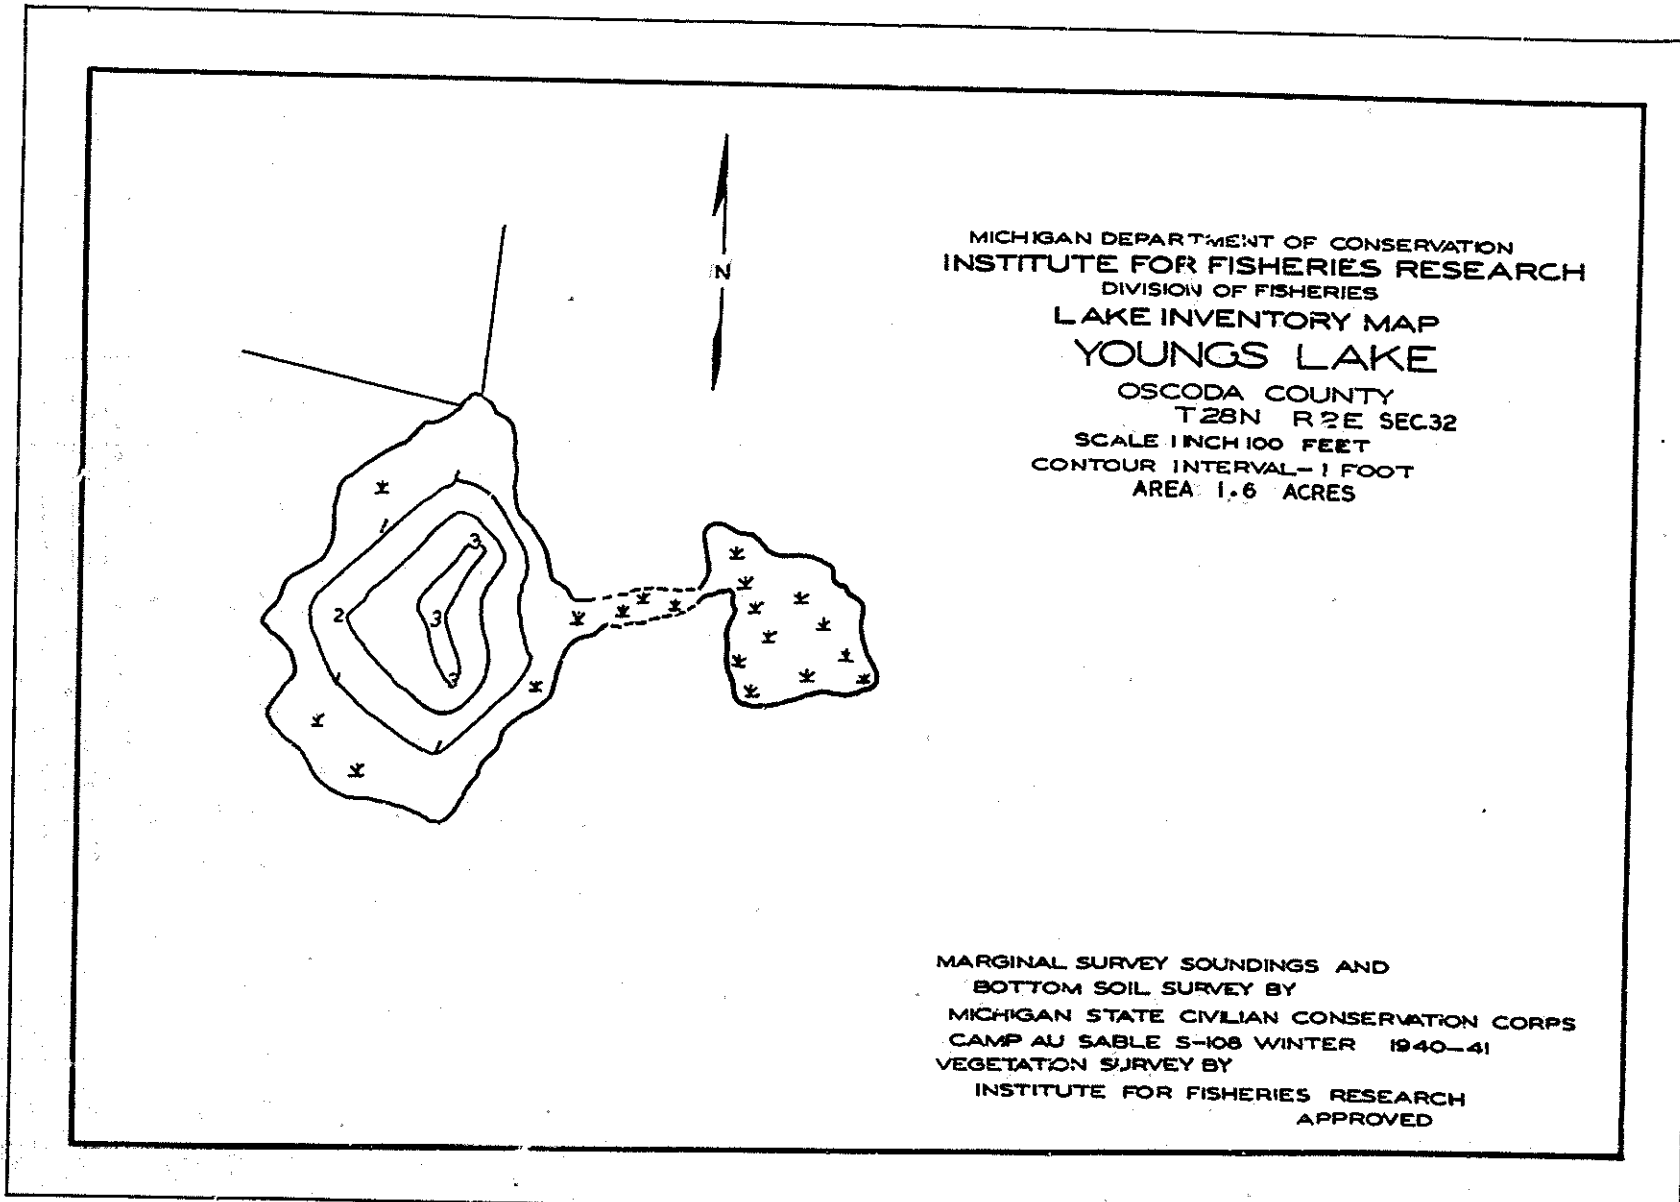 N
MICHIGAN DEPARTMENT OF CONSERVATION
INSTITUTE FOR FISHERIES RESEARCH
DIVISION OF FISHERIES
LAKE INVENTORY MAP
YOUNGS LAKE
OSCODA COUNTY
T28N R2E SEC.32
SCALE 1 INCH 100 FEET
CONTOUR INTERVAL-1 FOOT
AREA 1.6 ACRES
1
1
3
2
3
1
3
1
MARGINAL SURVEY SOUNDINGS AND
BOTTOM SOIL SURVEY BY
MICHIGAN STATE CIVILIAN CONSERVATION CORPS
CAMP AU SABLE S-108 WINTER 1940-41
VEGETATION SURVEY BY
INSTITUTE FOR FISHERIES RESEARCH
APPROVED